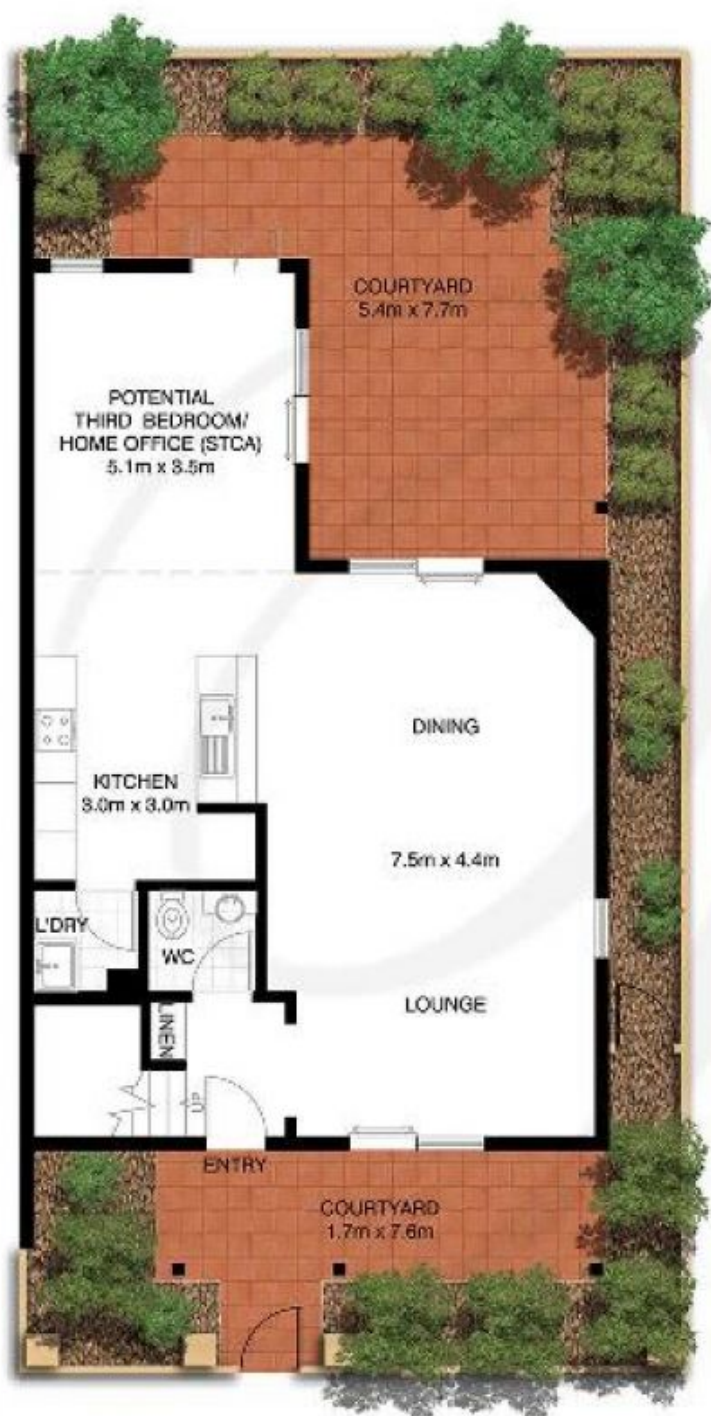 COURTYARD
5.4m x 7.7m
POTENTIAL
THIRD BEDROOM/
HOME OFFICE (STCA)
5.1m x 3.5m
DINING
KITCHEN
3.0m x 3.0m
7.5m x 4.4m
L'DRY
WC
LOUNGE
LINEN
UP
ENTRY
COURTYARD
1.7m x 7.6m